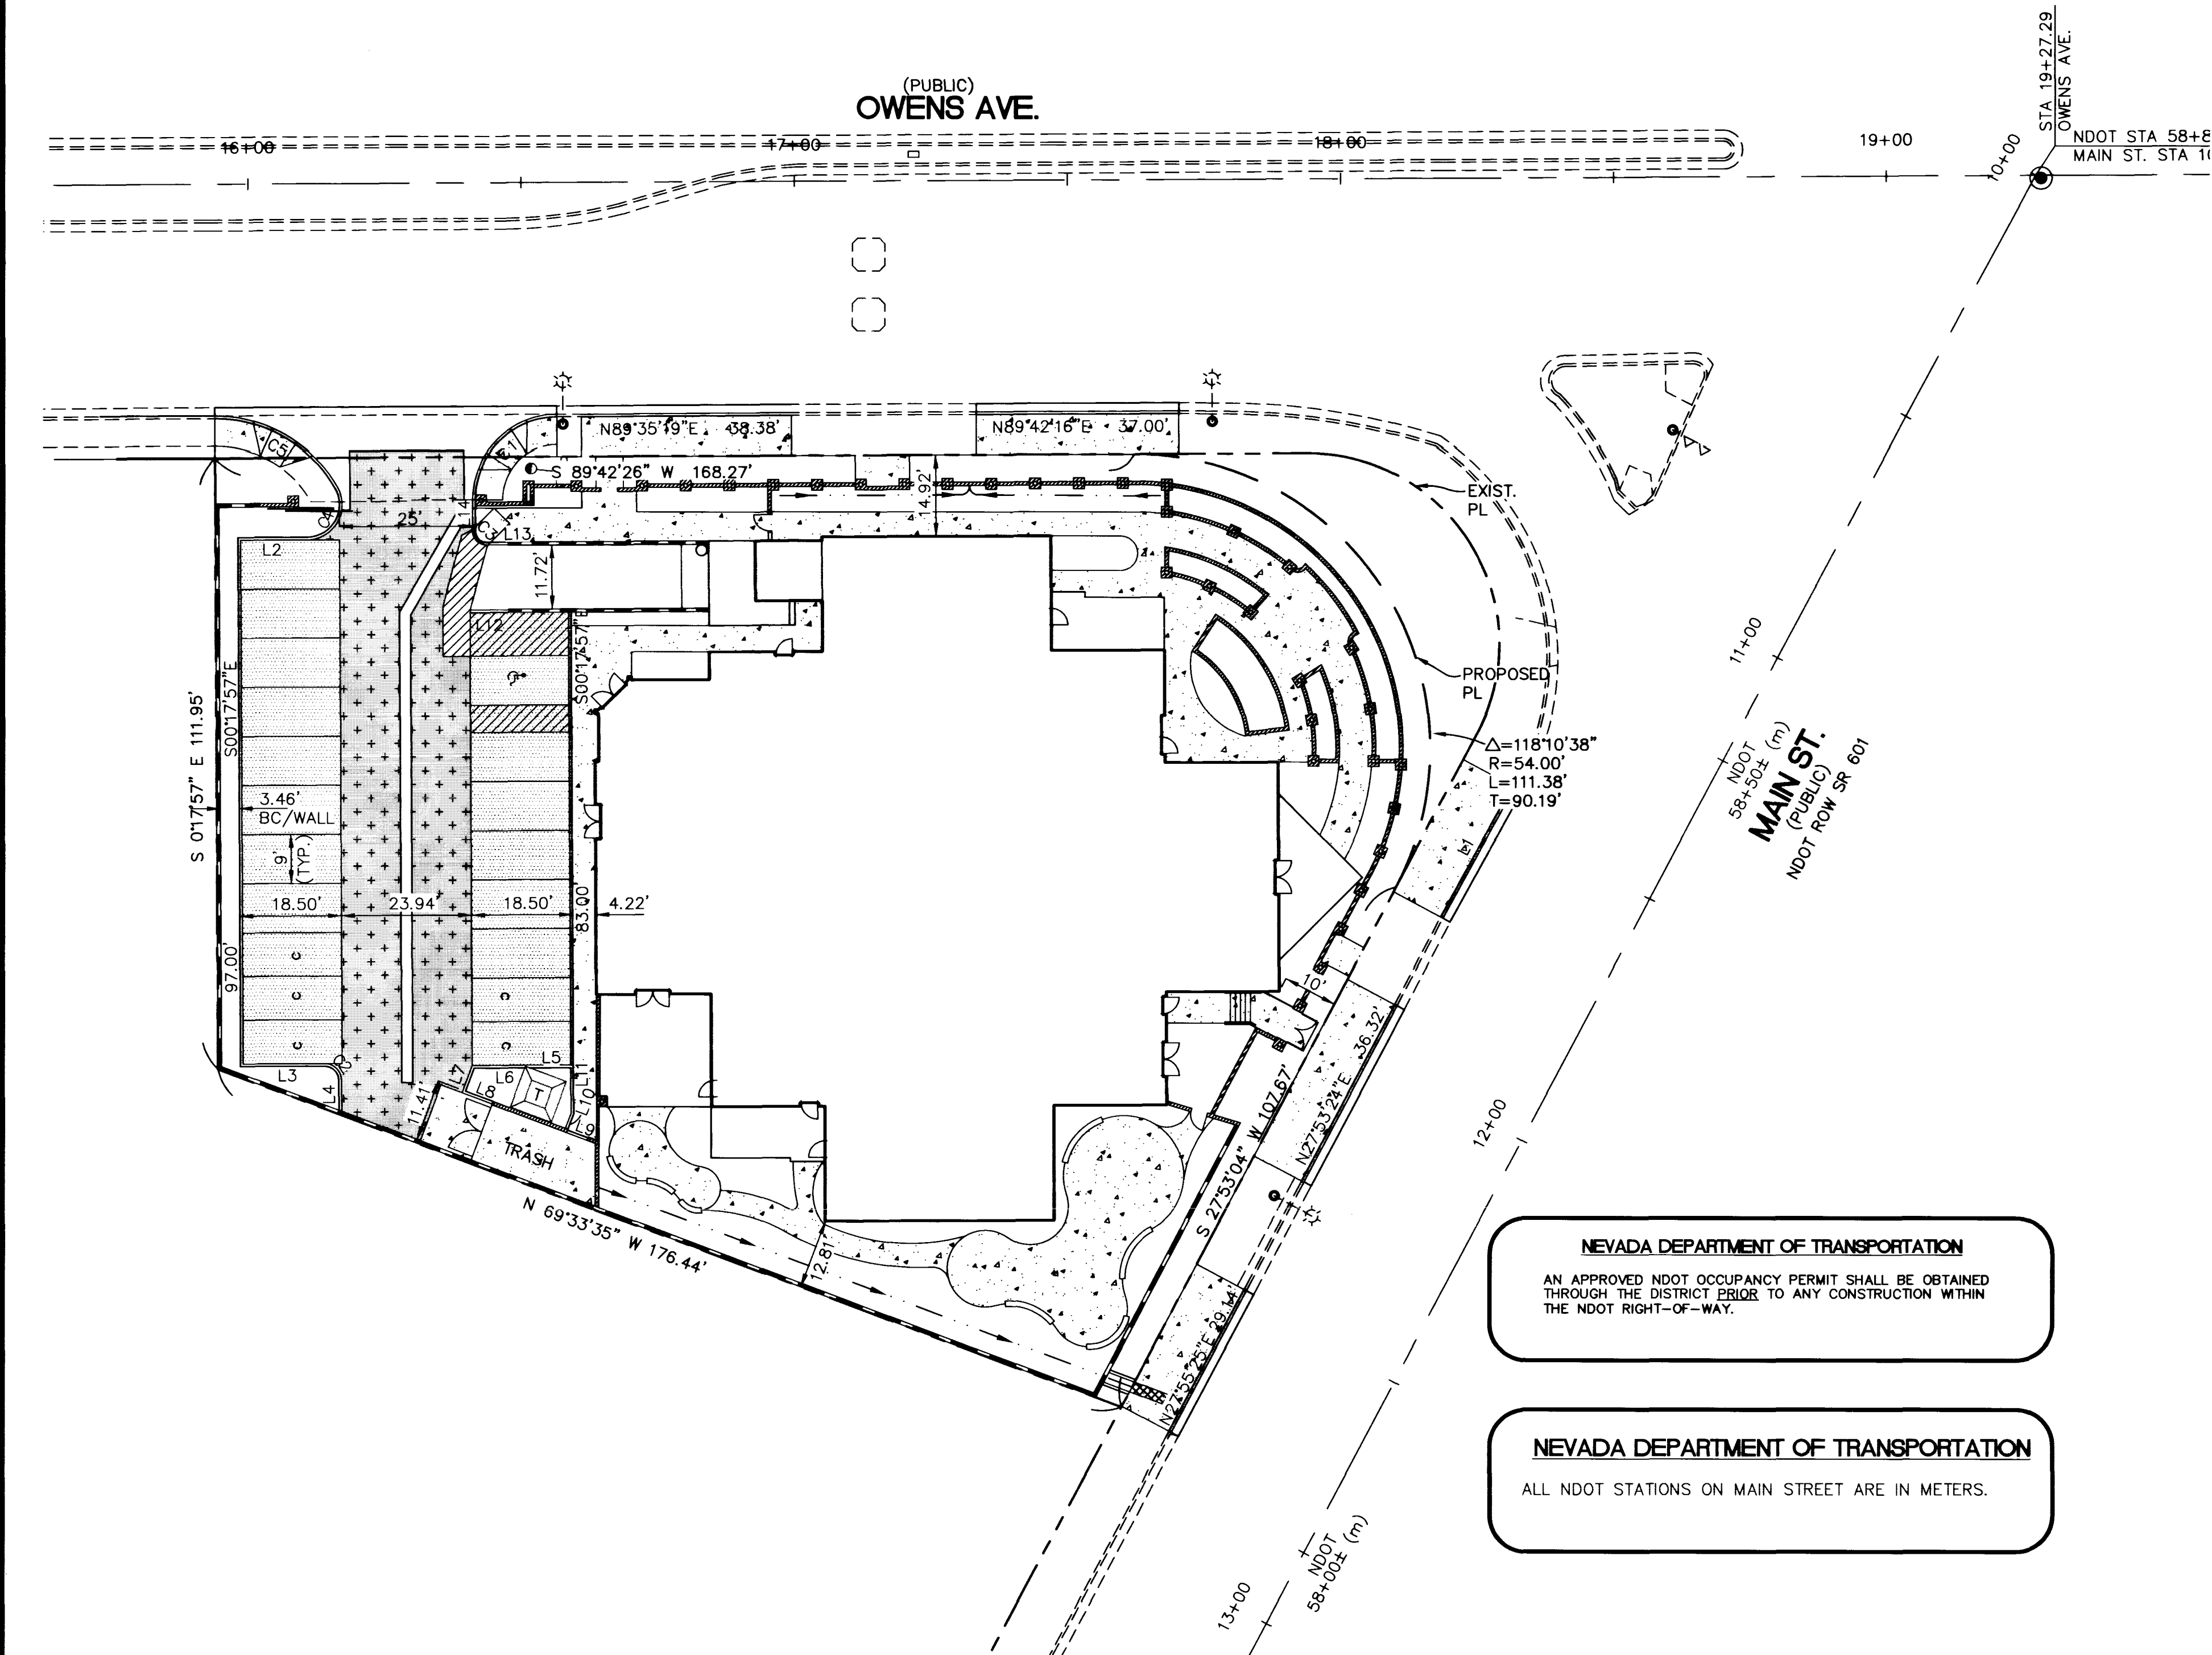 (PUBLIC)
OWENS AVE.
STA 19+27.29
OWENS AVE.
NDOT STA 58+8
MAIN ST. STA 10
16+00
17+00
18+00
19+00
10+00
N89°35'19"E 38.38'
N89°42'16"E 37.00'
C5
S 89°42'26" W 168.27'
14.92'
EXIST.
PL
25'
L13
L2
11.72'
L12
S00°17'57"E
S00°17'57"E
S 0°17'57" E 111.95'
PROPOSED
PL
11+00
Δ=118°10'38"
R=54.00'
L=111.38'
T=90.19'
NDOT
58+50± (m)
MAIN ST.
(PUBLIC)
NDOT ROW SR 601
3.46'
BC/WALL
9'
(TYP.)
18.50'
23.94'
18.50'
83.00'
4.22'
97.00'
C
C
C
C
C
10'
L3
L4
L5
L6
L7
L8
L9
L10
L11
T
11.41'
TRASH
N 69°33'35" W 176.44'
12.81'
S 27°53'04" W 107.67'
N27°53'24"E 36.32'
N27°55'25"E 29.14'
12+00
NEVADA DEPARTMENT OF TRANSPORTATION
AN APPROVED NDOT OCCUPANCY PERMIT SHALL BE OBTAINED
THROUGH THE DISTRICT PRIOR TO ANY CONSTRUCTION WITHIN
THE NDOT RIGHT-OF-WAY.
NEVADA DEPARTMENT OF TRANSPORTATION
ALL NDOT STATIONS ON MAIN STREET ARE IN METERS.
NDOT
58+00± (m)
13+00